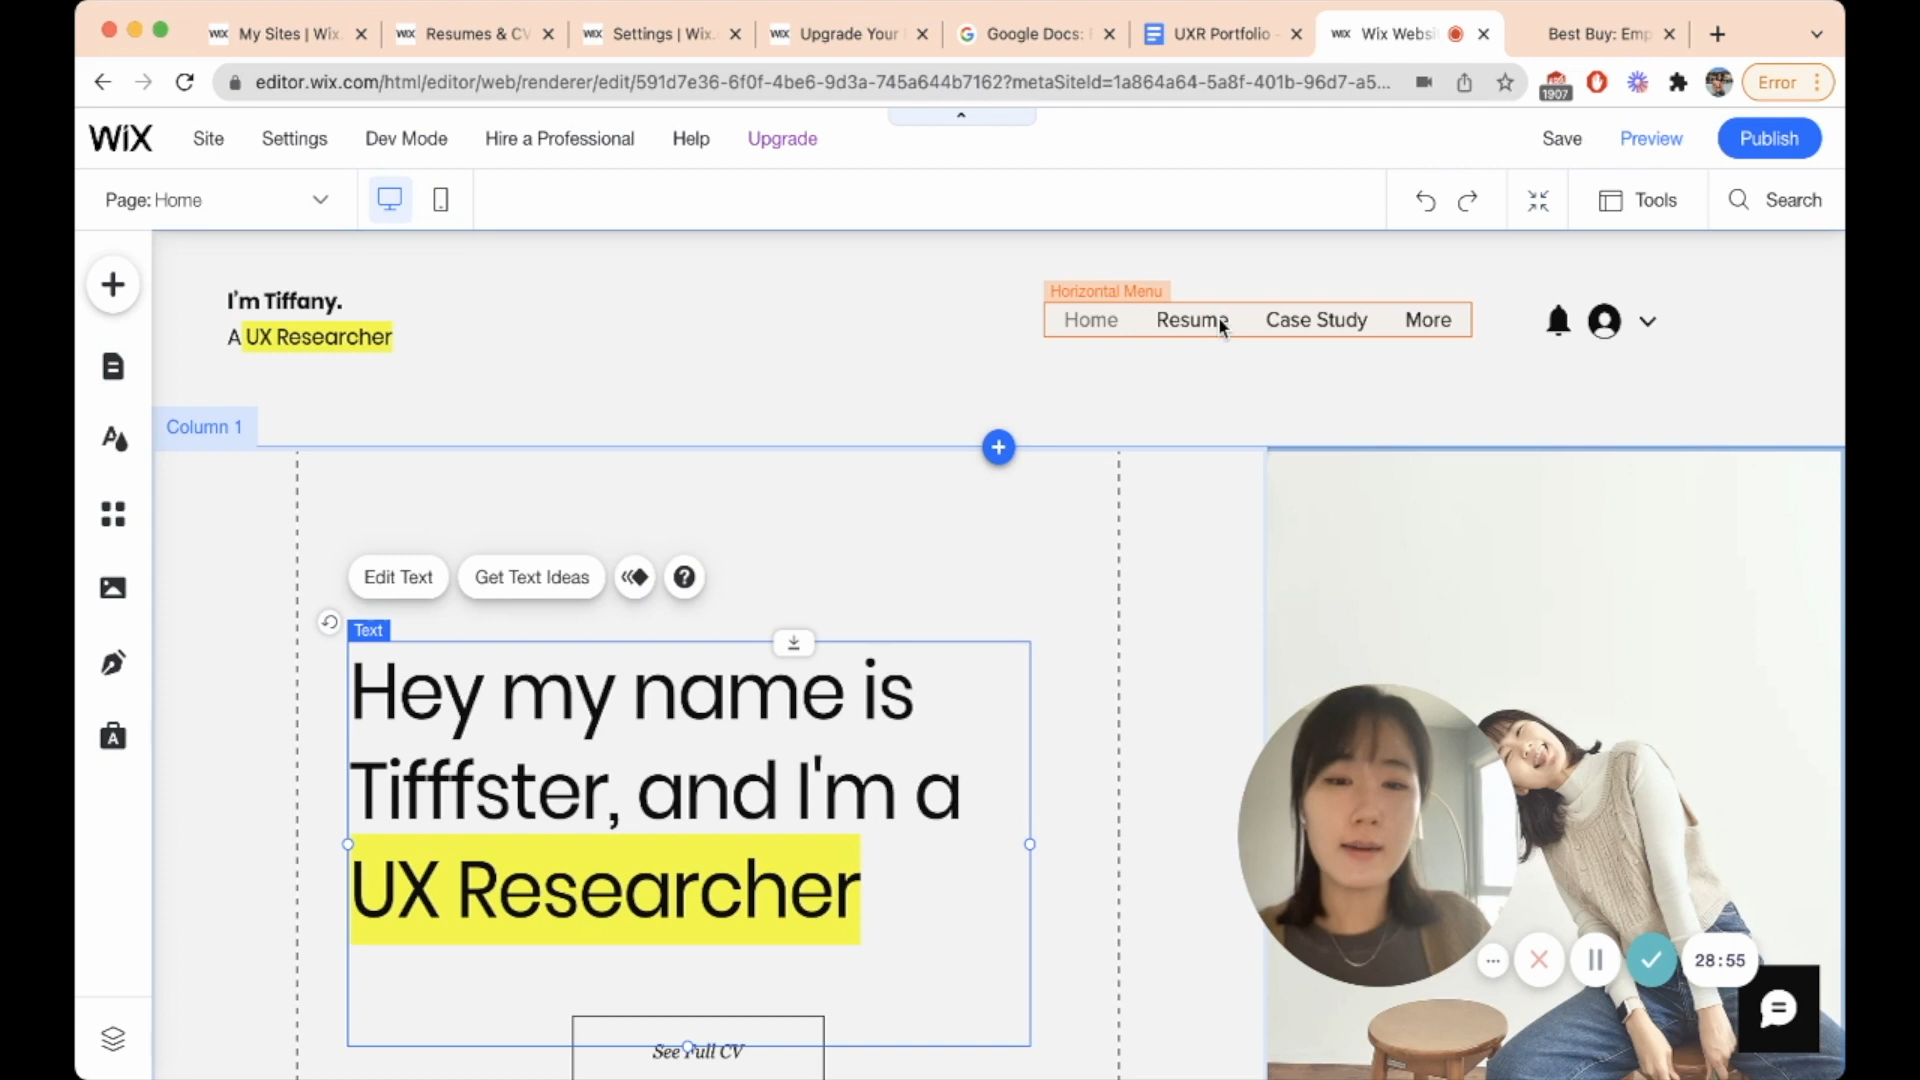 My Sites | Wix
Resumes & CV
Settings | Wix.
Upgrade Your
Google Docs:
UXR Portfolio -
Wix Websi
Best Buy: Emp
editor.wix.com/html/editor/web/renderer/edit/591d7e36-6f0f-4be6-9d3a-745a644b7162?metaSiteId=1a864a64-5a8f-401b-96d7-a5...
1907
Error
WiX
Site
Settings
Dev Mode
Hire a Professional
Help
Upgrade
Save
Preview
Publish
Page: Home
Tools
Search
I'm Tiffany.
A UX Researcher
Horizontal Menu
Home
Resume
Case Study
More
Column 1
Edit Text
Get Text Ideas
Text
Hey my name is
Tifffster, and I'm a
UX Researcher
See Full CV
28:55